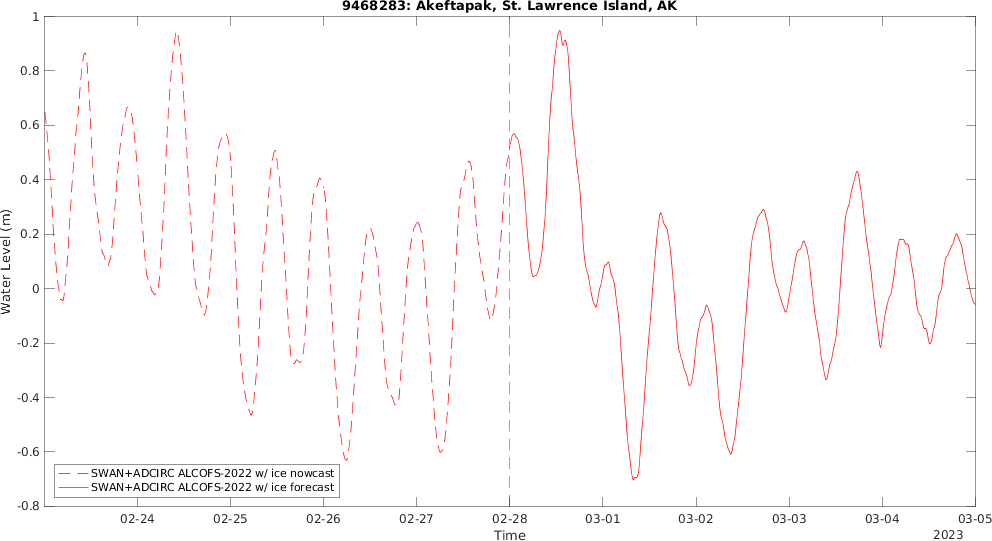 9468283: Akeftapak, St. Lawrence Island, AK
1
0.8
0.6
0.4
0.2
0
-0.2
-0.4
-0.6
-0.8
Water Level (m)
SWAN+ADCIRC ALCOFS-2022 w/ ice nowcast
SWAN+ADCIRC ALCOFS-2022 w/ ice forecast
02-24 02-25 02-26 02-27 02-28 03-01 03-02 03-03 03-04 03-05
Time
2023